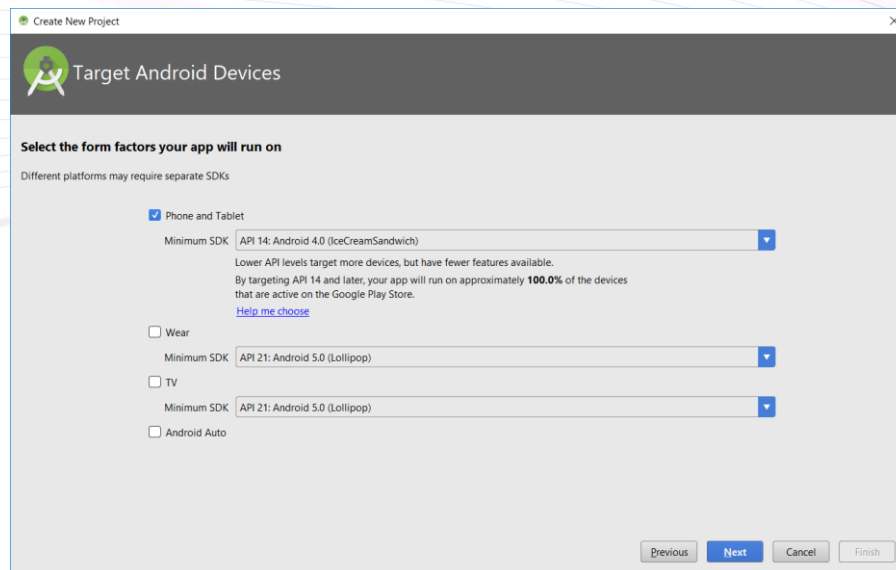 Create New Project
Target Android Devices
Select the form factors your app will run on
Different platforms may require separate SDKs
Phone and Tablet
Minimum SDK API 14: Android 4.0 (IceCreamSandwich)
Lower API levels target more devices, but have fewer features available.
By targeting API 14 and later, your app will run on approximately 100.0% of the devices
that are active on the Google Play Store.
Help me choose
Wear
Minimum SDK API 21: Android 5.0 (Lollipop)
TV
Minimum SDK API 21: Android 5.0 (Lollipop)
Android Auto
Previous Next Cancel Finish